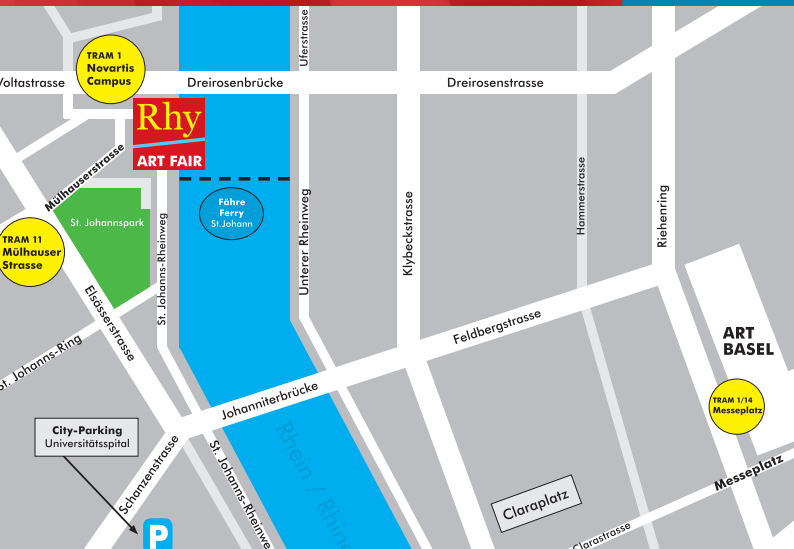 Uferstrasse
TRAM 1
Novartis
Campus
Voltastrasse
Dreirosenbrücke
Dreirosenstrasse
Rhy
ART FAIR
Mülhauserstrasse
Hammerstrasse
Riehenring
Fähre
Ferry
St.Johann
St. Johannspark
St. Johanns-Rheinweg
Unterer Rheinweg
Klybeckstrasse
TRAM 11
Mülhauser
Strasse
Elsässerstrasse
Feldbergstrasse
ART
BASEL
St. Johanns-Ring
Johanniterbrücke
TRAM 1/14
Messeplatz
City-Parking
Universitätsspital
Schanzenstrasse
St. Johanns-Rheinwe
Rhein / Rhine
Messeplatz
Claraplatz
Clarastrasse
P